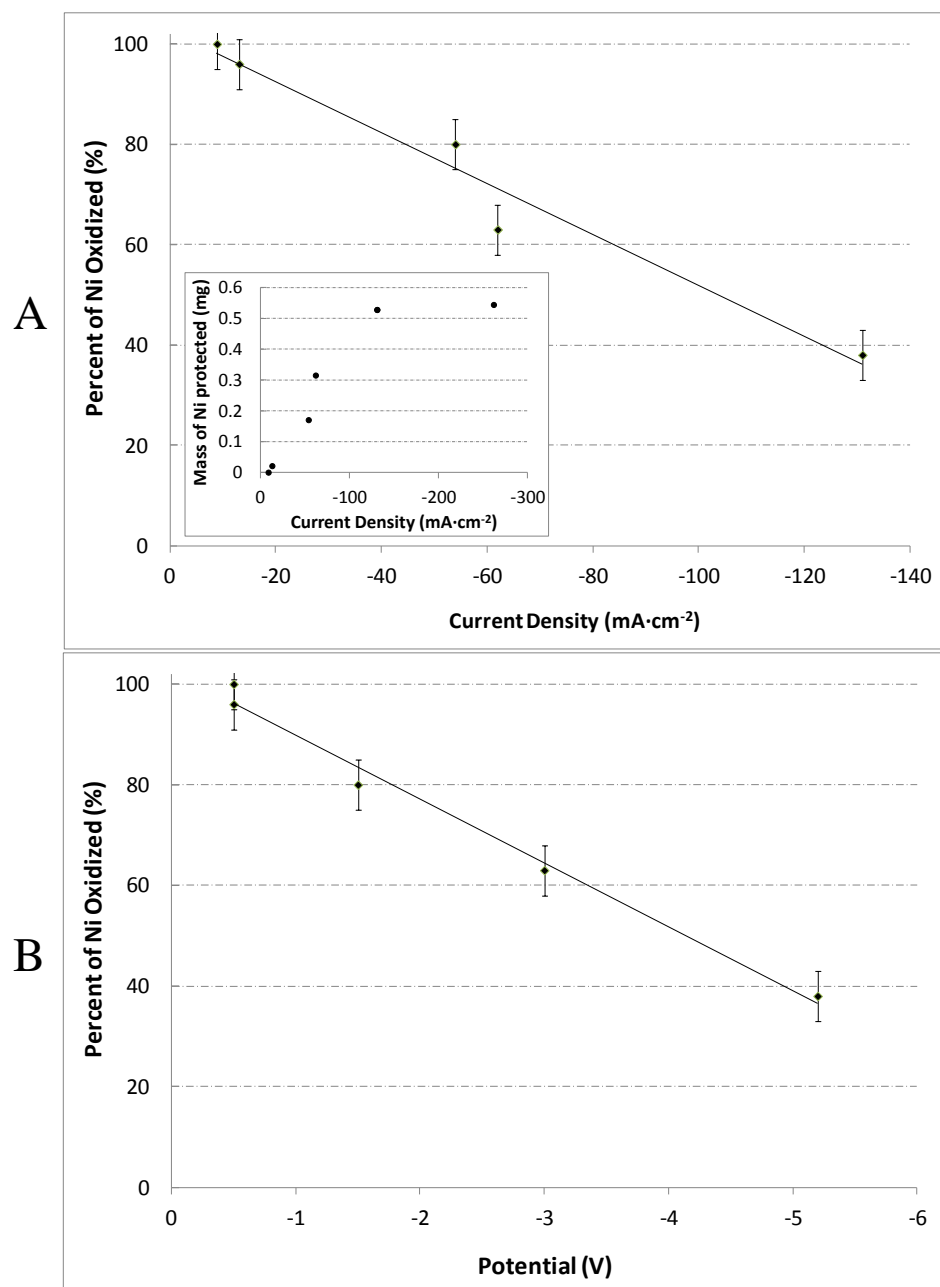 A
Percent of Ni Oxidized (%)
100
80
60
40
20
0
0 -20 -40 -60 -80 -100 -120 -140
Current Density (mA·cm-2)
Mass of Ni protected (mg)
0.6
0.5
0.4
0.3
0.2
0.1
0
0 -100 -200 -300
Current Density (mA·cm-2)
B
Percent of Ni Oxidized (%)
100
80
60
40
20
0
0 -1 -2 -3 -4 -5 -6
Potential (V)